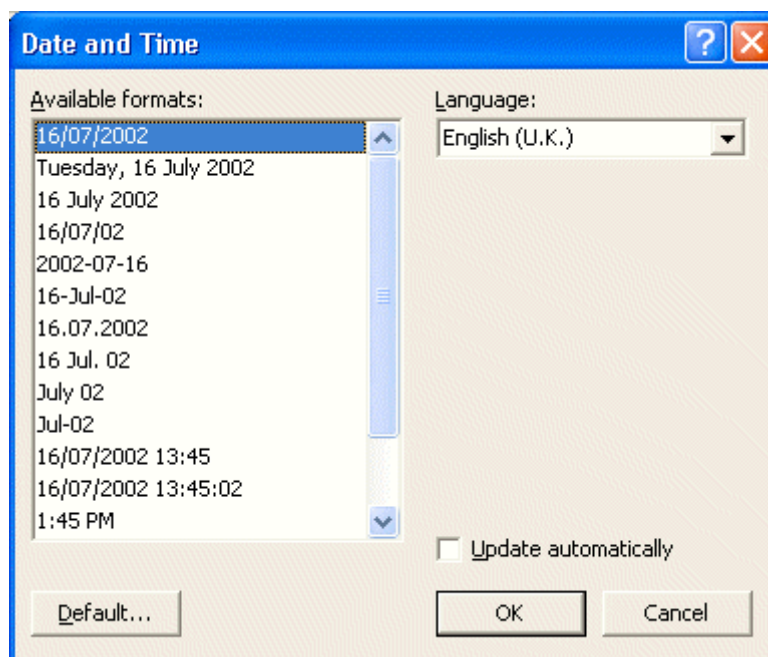 Date and Time
Available formats:
16/07/2002
Tuesday, 16 July 2002
16 July 2002
16/07/02
2002-07-16
16-Jul-02
16.07.2002
16 Jul. 02
July 02
Jul-02
16/07/2002 13:45
16/07/2002 13:45:02
1:45 PM
Language:
English (U.K.)
Update automatically
Default...
OK
Cancel